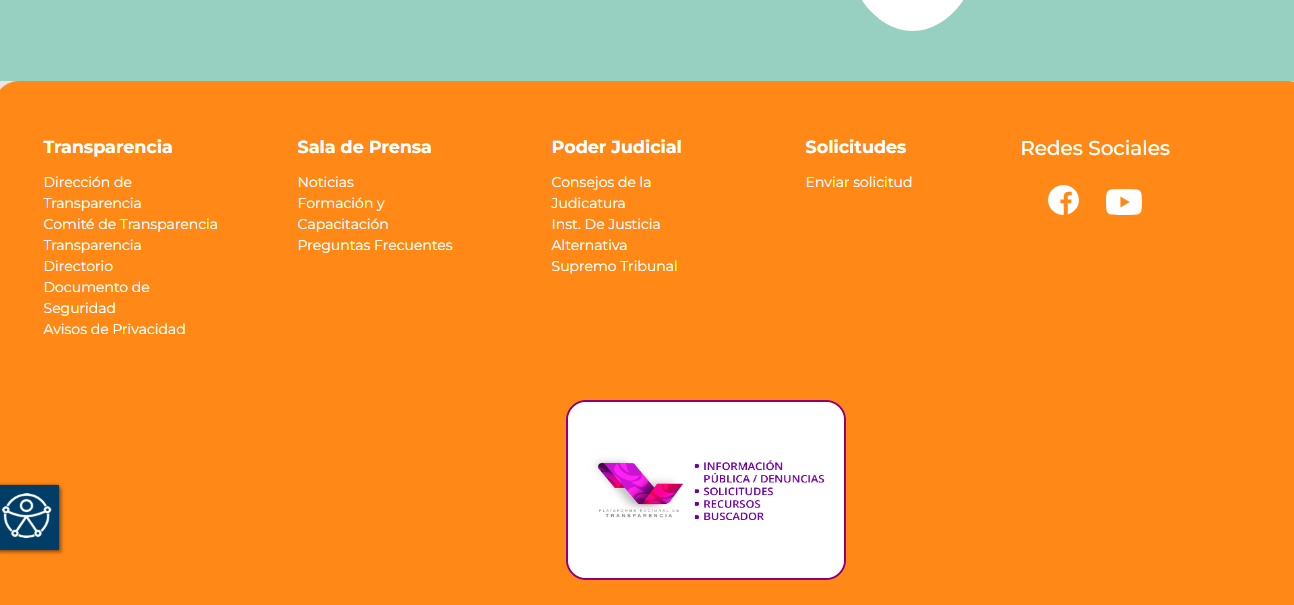 Transparencia
Dirección de
Transparencia
Comité de Transparencia
Transparencia
Directorio
Documento de
Seguridad
Avisos de Privacidad
Sala de Prensa
Noticias
Formación y
Capacitación
Preguntas Frecuentes
Poder Judicial
Consejos de la
Judicatura
Inst. De Justicia
Alternativa
Supremo Tribunal
Solicitudes
Enviar solicitud
Redes Sociales
PLATAFORMA NACIONAL DE
TRANSPARENCIA
• INFORMACIÓN
PÚBLICA / DENUNCIAS
• SOLICITUDES
• RECURSOS
• BUSCADOR